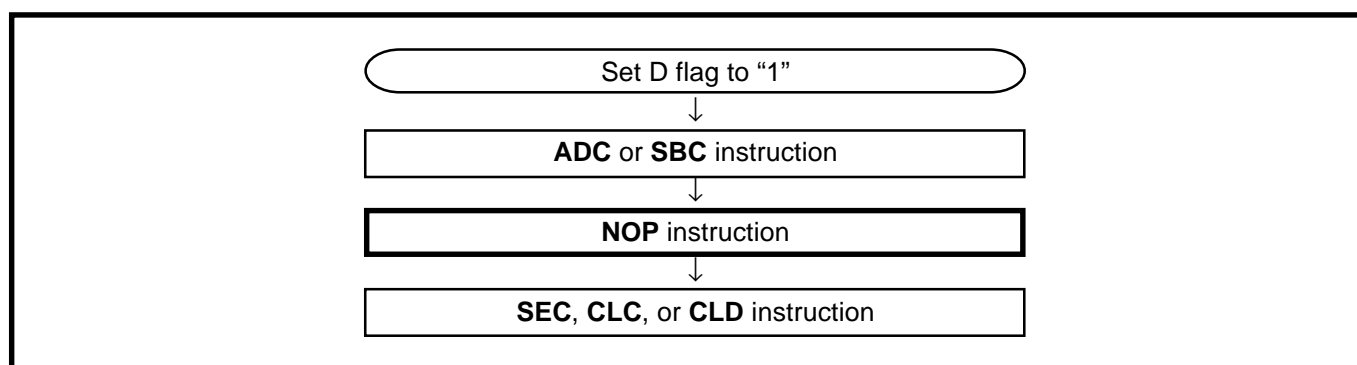 Set D flag to “1”
↓
ADC or SBC instruction
↓
NOP instruction
↓
SEC, CLC, or CLD instruction